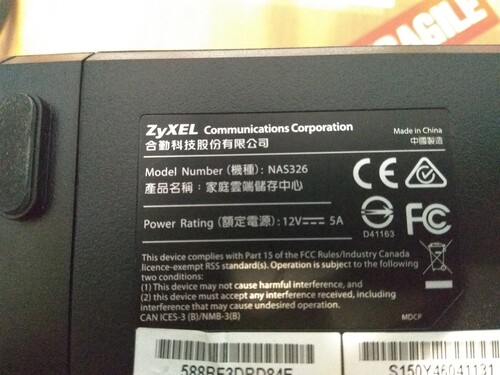 FRAGILE
ZyXEL Communications Corporation
合勤科技股份有限公司
Made in China
中國製造
Model Number (機種): NAS326
產品名稱：家庭雲端儲存中心
Power Rating (額定電源): 12V⎓ 5A
CE
D41163
FC
This device complies with Part 15 of the FCC Rules/Industry Canada
licence-exempt RSS standard(s). Operation is subject to the following
two conditions:
(1) This device may not cause harmful interference, and
(2) this device must accept any interference received, including
interference that may cause undesired operation.
CAN ICES-3 (B)/NMB-3(B)
MDCP
S150Y46041131